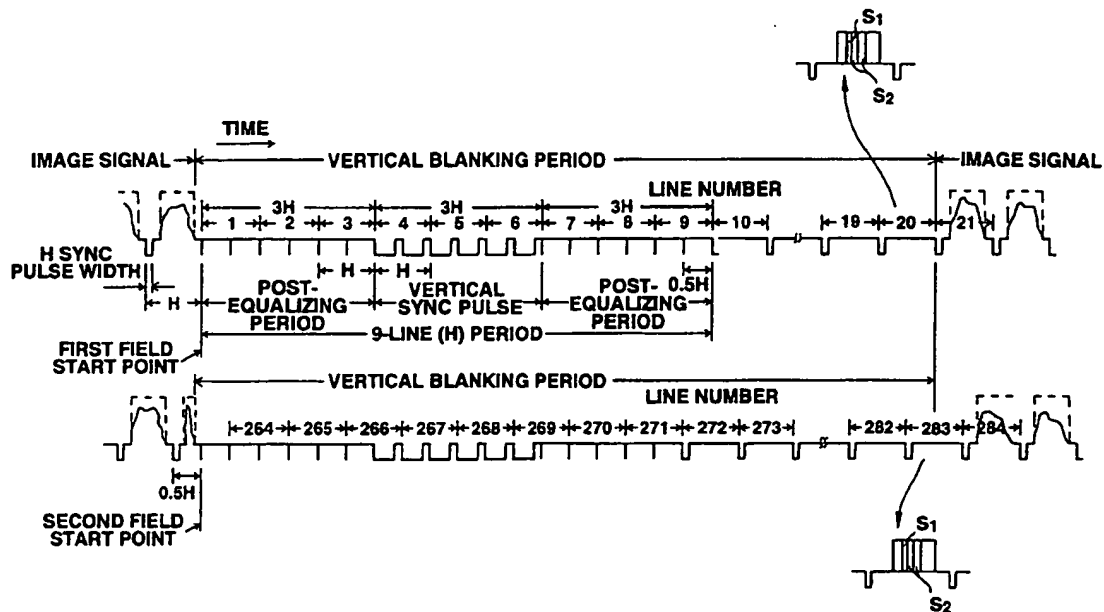 S1
S2
TIME
IMAGE SIGNAL VERTICAL BLANKING PERIOD IMAGE SIGNAL
LINE NUMBER
3H 3H 3H
1 2 3 4 5 6 7 8 9 10 19 20 21
H SYNC
PULSE WIDTH
H H 0.5H
H
POST-
EQUALIZING
PERIOD
VERTICAL
SYNC PULSE
POST-
EQUALIZING
PERIOD
9-LINE (H) PERIOD
FIRST FIELD
START POINT
VERTICAL BLANKING PERIOD
LINE NUMBER
264 265 266 267 268 269 270 271 272 273 282 283 284
0.5H
SECOND FIELD
START POINT
S1
S2